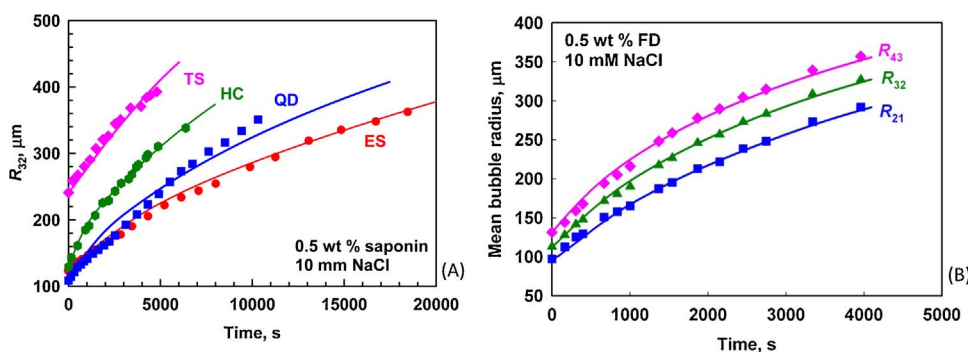 500
400
300
200
100
R32, μm
TS
HC
QD
ES
0.5 wt % saponin
10 mm NaCl
(A)
0 5000 10000 15000 20000
Time, s
400
350
300
250
200
150
100
50
Mean bubble radius, μm
0.5 wt % FD
10 mM NaCl
R43
R32
R21
(B)
0 1000 2000 3000 4000 5000
Time, s